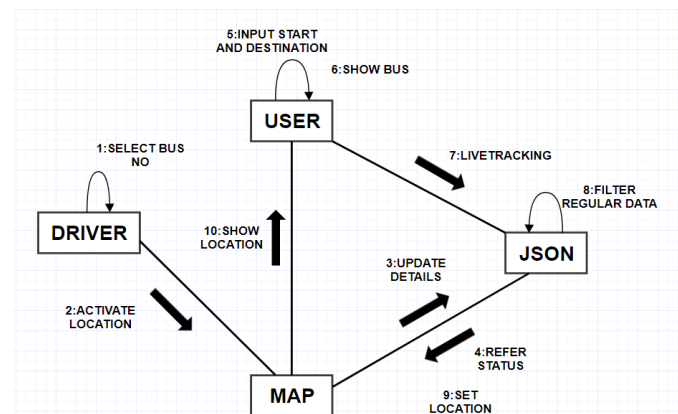 5:INPUT START
AND DESTINATION
6:SHOW BUS
USER
1:SELECT BUS
NO
7:LIVETRACKING
8:FILTER
REGULAR DATA
DRIVER
10:SHOW
LOCATION
JSON
3:UPDATE
DETAILS
2:ACTIVATE
LOCATION
4:REFER
STATUS
MAP
9:SET
LOCATION